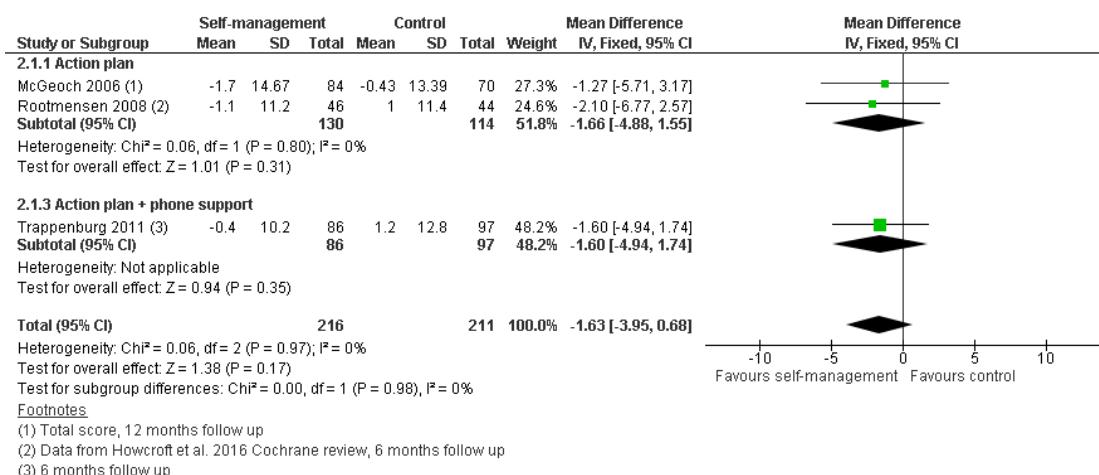 Self-management Control Mean Difference Mean Difference
Study or Subgroup Mean SD Total Mean SD Total Weight IV, Fixed, 95% CI IV, Fixed, 95% CI
2.1.1 Action plan
McGeoch 2006 (1) -1.7 14.67 84 -0.43 13.39 70 27.3% -1.27 [-5.71, 3.17]
Rootmensen 2008 (2) -1.1 11.2 46 1 11.4 44 24.6% -2.10 [-6.77, 2.57]
Subtotal (95% CI) 130 114 51.8% -1.66 [-4.88, 1.55]
Heterogeneity: Chi² = 0.06, df = 1 (P = 0.80); I² = 0%
Test for overall effect: Z = 1.01 (P = 0.31)
2.1.3 Action plan + phone support
Trappenburg 2011 (3) -0.4 10.2 86 1.2 12.8 97 48.2% -1.60 [-4.94, 1.74]
Subtotal (95% CI) 86 97 48.2% -1.60 [-4.94, 1.74]
Heterogeneity: Not applicable
Test for overall effect: Z = 0.94 (P = 0.35)
Total (95% CI) 216 211 100.0% -1.63 [-3.95, 0.68]
Heterogeneity: Chi² = 0.06, df = 2 (P = 0.97); I² = 0%
Test for overall effect: Z = 1.38 (P = 0.17)
Test for subgroup differences: Chi² = 0.00, df = 1 (P = 0.98), I² = 0%
-10 -5 0 5 10
Favours self-management Favours control
Footnotes
(1) Total score, 12 months follow up
(2) Data from Howcroft et al. 2016 Cochrane review, 6 months follow up
(3) 6 months follow up